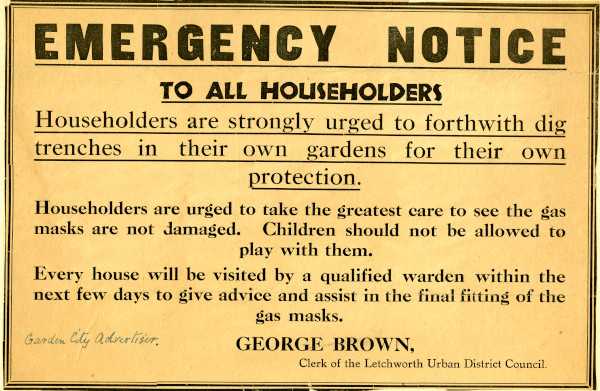 EMERGENCY NOTICE
TO ALL HOUSEHOLDERS
Householders are strongly urged to forthwith dig
trenches in their own gardens for their own
protection.
Householders are urged to take the greatest care to see the gas
masks are not damaged. Children should not be allowed to
play with them.
Every house will be visited by a qualified warden within the
next few days to give advice and assist in the final fitting of the
gas masks.
Garden City Advertiser.
GEORGE BROWN,
Clerk of the Letchworth Urban District Council.